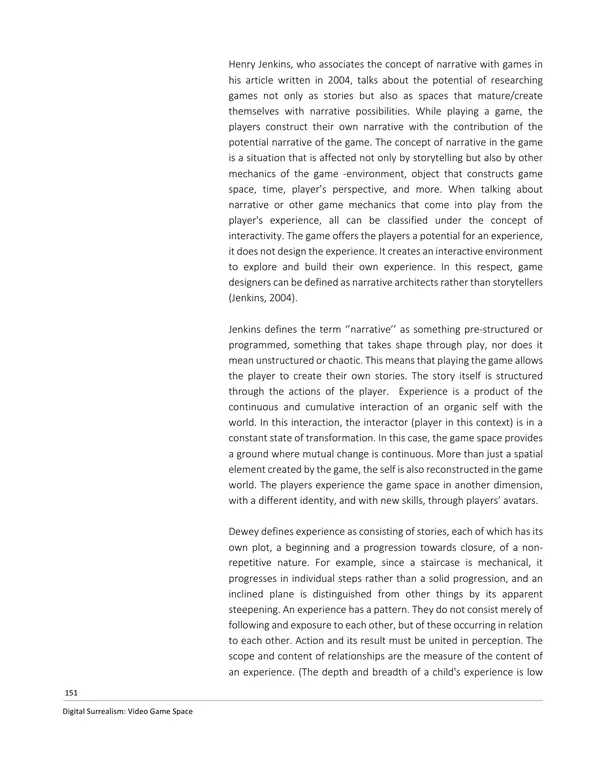 Henry Jenkins, who associates the concept of narrative with games in
his article written in 2004, talks about the potential of researching
games not only as stories but also as spaces that mature/create
themselves with narrative possibilities. While playing a game, the
players construct their own narrative with the contribution of the
potential narrative of the game. The concept of narrative in the game
is a situation that is affected not only by storytelling but also by other
mechanics of the game -environment, object that constructs game
space, time, player's perspective, and more. When talking about
narrative or other game mechanics that come into play from the
player's experience, all can be classified under the concept of
interactivity. The game offers the players a potential for an experience,
it does not design the experience. It creates an interactive environment
to explore and build their own experience. In this respect, game
designers can be defined as narrative architects rather than storytellers
(Jenkins, 2004).

Jenkins defines the term ‘’narrative’’ as something pre-structured or
programmed, something that takes shape through play, nor does it
mean unstructured or chaotic. This means that playing the game allows
the player to create their own stories. The story itself is structured
through the actions of the player.  Experience is a product of the
continuous and cumulative interaction of an organic self with the
world. In this interaction, the interactor (player in this context) is in a
constant state of transformation. In this case, the game space provides
a ground where mutual change is continuous. More than just a spatial
element created by the game, the self is also reconstructed in the game
world. The players experience the game space in another dimension,
with a different identity, and with new skills, through players’ avatars.

Dewey defines experience as consisting of stories, each of which has its
own plot, a beginning and a progression towards closure, of a non-
repetitive nature. For example, since a staircase is mechanical, it
progresses in individual steps rather than a solid progression, and an
inclined plane is distinguished from other things by its apparent
steepening. An experience has a pattern. They do not consist merely of
following and exposure to each other, but of these occurring in relation
to each other. Action and its result must be united in perception. The
scope and content of relationships are the measure of the content of
an experience. (The depth and breadth of a child's experience is low
151
Digital Surrealism: Video Game Space